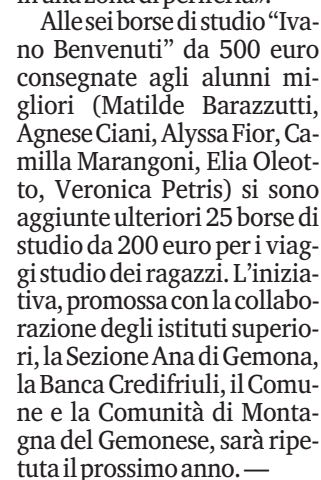 in una zona di periferia».
Alle sei borse di studio “Iva-
no Benvenuti” da 500 euro
consegnate agli alunni mi-
gliori (Matilde Barazzutti,
Agnese Ciani, Alyssa Fior, Ca-
milla Marangoni, Elia Oleot-
to, Veronica Petris) si sono
aggiunte ulteriori 25 borse di
studio da 200 euro per i viag-
gi studio dei ragazzi. L’inizia-
tiva, promossa con la collabo-
razione degli istituti superio-
ri, la Sezione Ana di Gemona,
la Banca Credifriuli, il Comu-
ne e la Comunità di Monta-
gna del Gemonese, sarà ripe-
tuta il prossimo anno. —